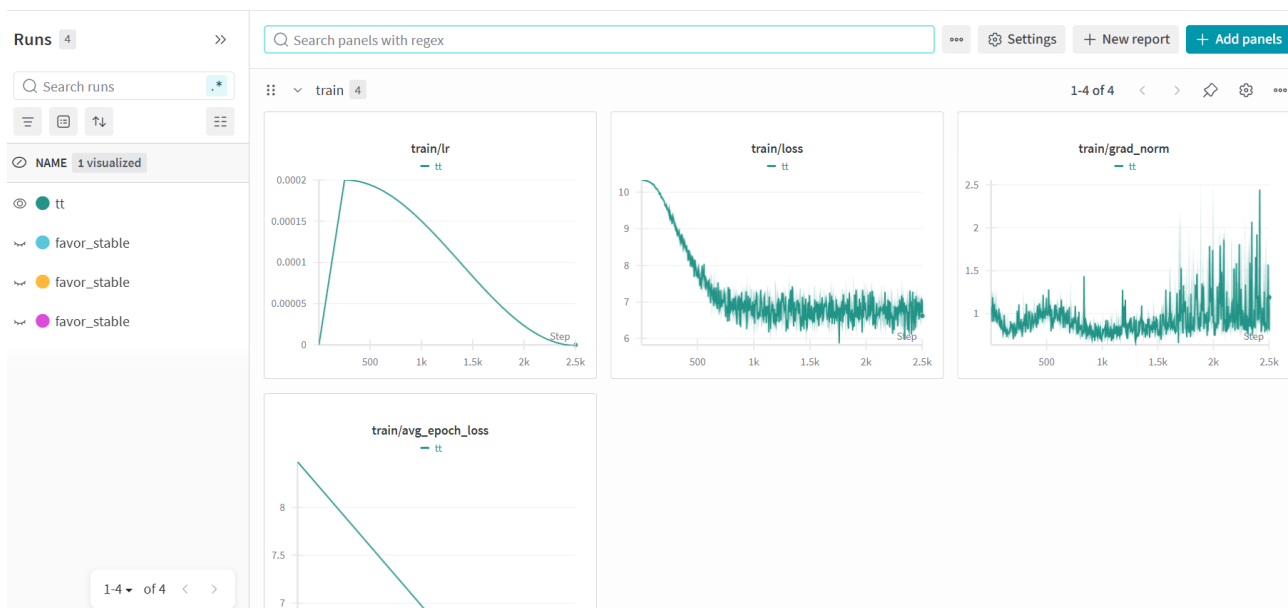 Runs 4
Search runs
.*
NAME 1 visualized
tt
favor_stable
favor_stable
favor_stable
1-4 of 4
Search panels with regex
Settings
New report
Add panels
train 4
1-4 of 4
train/lr
tt
0.0002
0.00015
0.0001
0.00005
0
Step
500 1k 1.5k 2k 2.5k
train/loss
tt
10
9
8
7
6
Step
500 1k 1.5k 2k 2.5k
train/grad_norm
tt
2.5
2
1.5
1
Step
500 1k 1.5k 2k 2.5k
train/avg_epoch_loss
tt
8
7.5
7